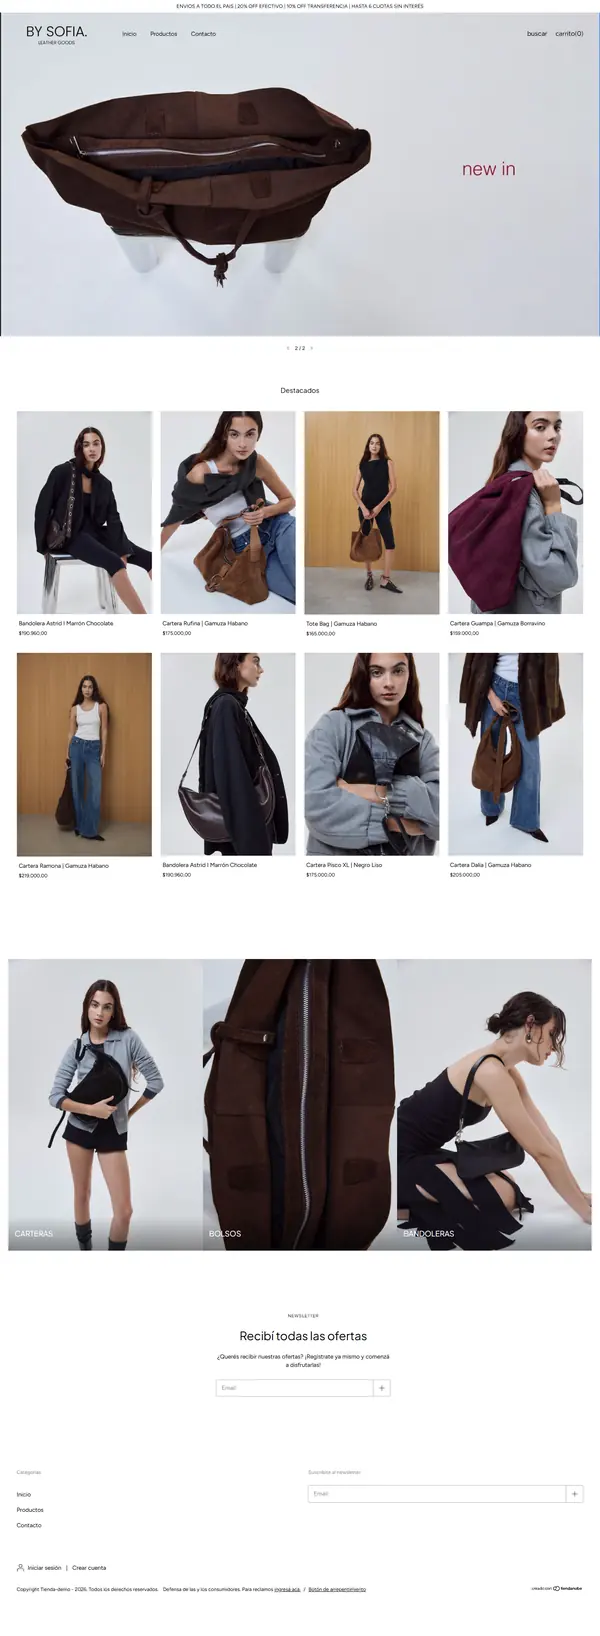 ENVIOS A TODO EL PAIS | 20% OFF EFECTIVO | 10% OFF TRANSFERENCIA | HASTA 6 CUOTAS SIN INTERÉS
BY SOFIA.
LEATHER GOODS
Inicio Productos Contacto
buscar carrito(0)
new in
2 / 2
Destacados
Bandolera Astrid | Marrón Chocolate
$190.960,00
Cartera Rufina | Gamuza Habano
$175.000,00
Tote Bag | Gamuza Habano
$165.000,00
Cartera Guampa | Gamuza Borravino
$159.000,00
Cartera Ramona | Gamuza Habano
$219.000,00
Bandolera Astrid | Marrón Chocolate
$190.960,00
Cartera Pisco XL | Negro Liso
$175.000,00
Cartera Dalia | Gamuza Habano
$205.000,00
CARTERAS
BOLSOS
BANDOLERAS
NEWSLETTER
Recibí todas las ofertas
¿Querés recibir nuestras ofertas? ¡Registrate ya mismo y comenzá
a disfrutarlas!
Email
Categorías
Inicio
Productos
Contacto
Suscribite al newsletter
Email
Iniciar sesión | Crear cuenta
Copyright Tienda-demo - 2026. Todos los derechos reservados. Defensa de las y los consumidores. Para reclamos ingresá acá. / Botón de arrepentimiento
creado con tiendanube